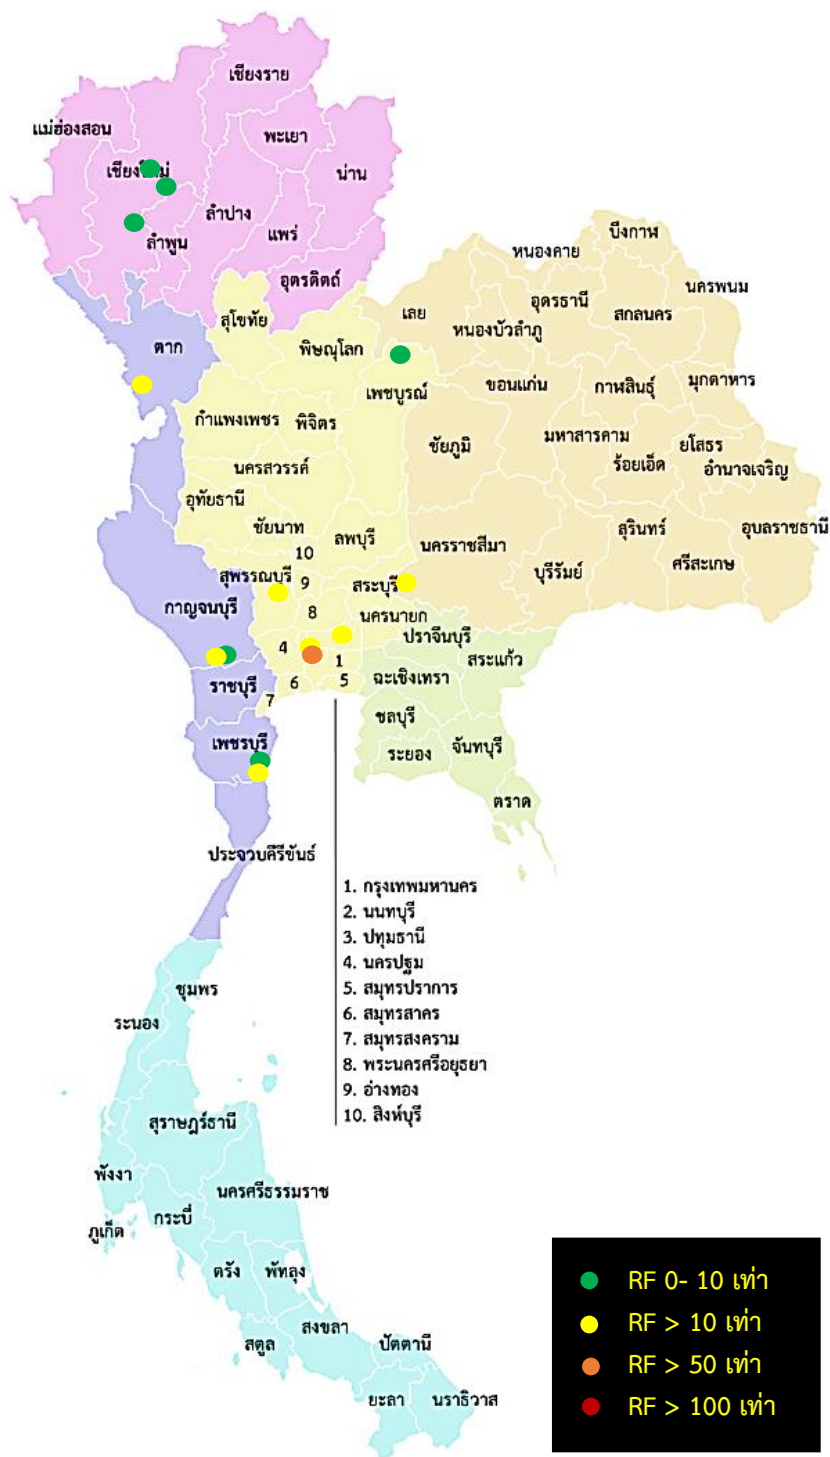 เชียงราย
แม่ฮ่องสอน
พะเยา
เชียงใหม่
น่าน
ลำปาง
ลำพูน
แพร่
อุตรดิตถ์
บึงกาฬ
หนองคาย
นครพนม
อุดรธานี
เลย
สกลนคร
สุโขทัย
หนองบัวลำภู
ตาก
พิษณุโลก
เพชบูรณ์
ขอนแก่น
กาฬสินธุ์
มุกดาหาร
กำแพงเพชร
พิจิตร
ชัยภูมิ
มหาสารคาม
ยโสธร
ร้อยเอ็ด
อำนาจเจริญ
นครสวรรค์
อุทัยธานี
ชัยนาท
ลพบุรี
นครราชสีมา
สุรินทร์
อุบลราชธานี
10
สุพรรณบุรี
9
สระบุรี
บุรีรัมย์
ศรีสะเกษ
กาญจนบุรี
8
นครนายก
ปราจีนบุรี
4
1
สระแก้ว
ราชบุรี
6
5
ฉะเชิงเทรา
7
ชลบุรี
เพชรบุรี
ระยอง
จันทบุรี
ตราด
ประจวบคีรีขันธ์
1. กรุงเทพมหานคร
2. นนทบุรี
3. ปทุมธานี
4. นครปฐม
5. สมุทรปราการ
6. สมุทรสาคร
7. สมุทรสงคราม
8. พระนครศรีอยุธยา
9. อ่างทอง
10. สิงห์บุรี
ชุมพร
ระนอง
สุราษฎร์ธานี
พังงา
นครศรีธรรมราช
กระบี่
ภูเก็ต
ตรัง
พัทลุง
สงขลา
สตูล
ปัตตานี
ยะลา
นราธิวาส
RF 0- 10 เท่า
RF > 10 เท่า
RF > 50 เท่า
RF > 100 เท่า